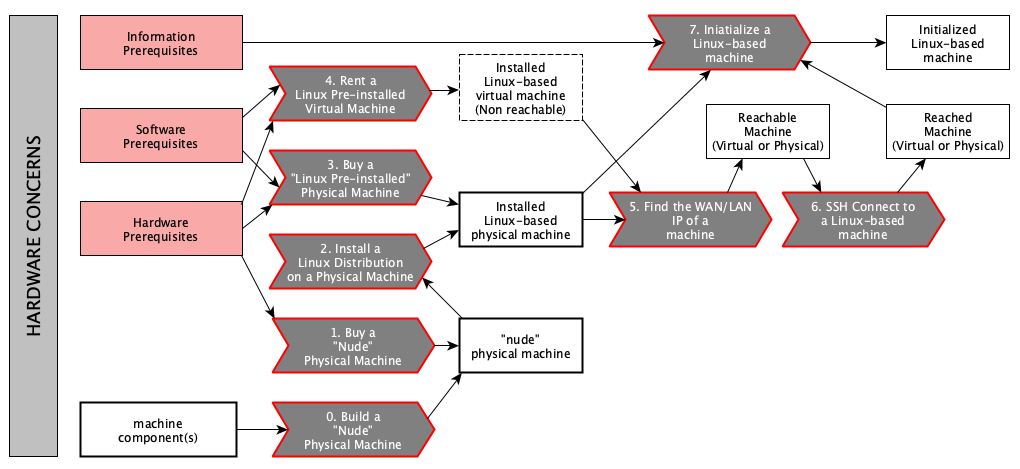 HARDWARE CONCERNS
Information
Prerequisites
Software
Prerequisites
Hardware
Prerequisites
machine
component(s)
4. Rent a
Linux Pre-installed
Virtual Machine
3. Buy a
"Linux Pre-installed"
Physical Machine
2. Install a
Linux Distribution
on a Physical Machine
1. Buy a
"Nude"
Physical Machine
0. Build a
"Nude"
Physical Machine
Installed
Linux-based
virtual machine
(Non reachable)
Installed
Linux-based
physical machine
"nude"
physical machine
7. Iniatialize a
Linux-based
machine
Initialized
Linux-based
machine
Reachable
Machine
(Virtual or Physical)
Reached
Machine
(Virtual or Physical)
5. Find the WAN/LAN
IP of a
machine
6. SSH Connect to
a Linux-based
machine